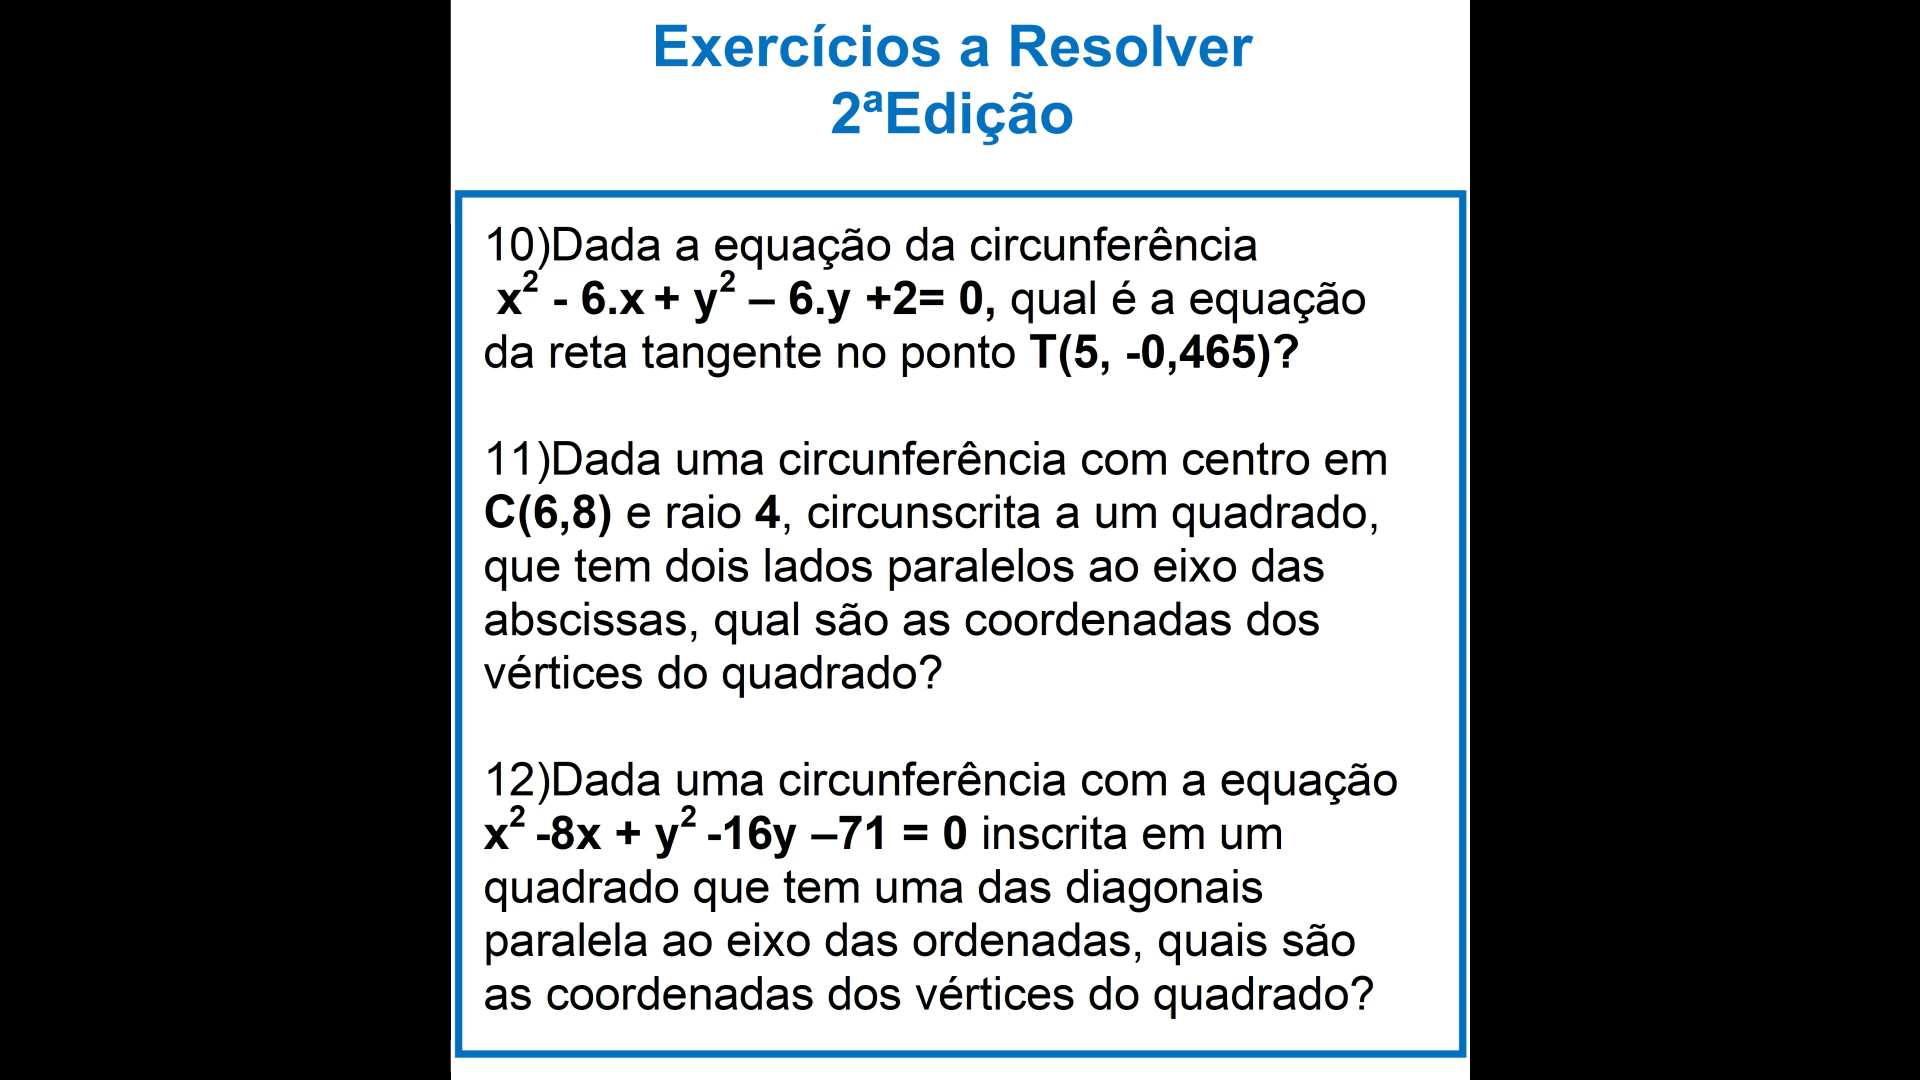 Exercícios a Resolver
2ªEdição
10)Dada a equação da circunferência
x² - 6.x + y² – 6.y +2= 0, qual é a equação
da reta tangente no ponto T(5, -0,465)?
11)Dada uma circunferência com centro em
C(6,8) e raio 4, circunscrita a um quadrado,
que tem dois lados paralelos ao eixo das
abscissas, qual são as coordenadas dos
vértices do quadrado?
12)Dada uma circunferência com a equação
x² -8x + y² -16y –71 = 0 inscrita em um
quadrado que tem uma das diagonais
paralela ao eixo das ordenadas, quais são
as coordenadas dos vértices do quadrado?